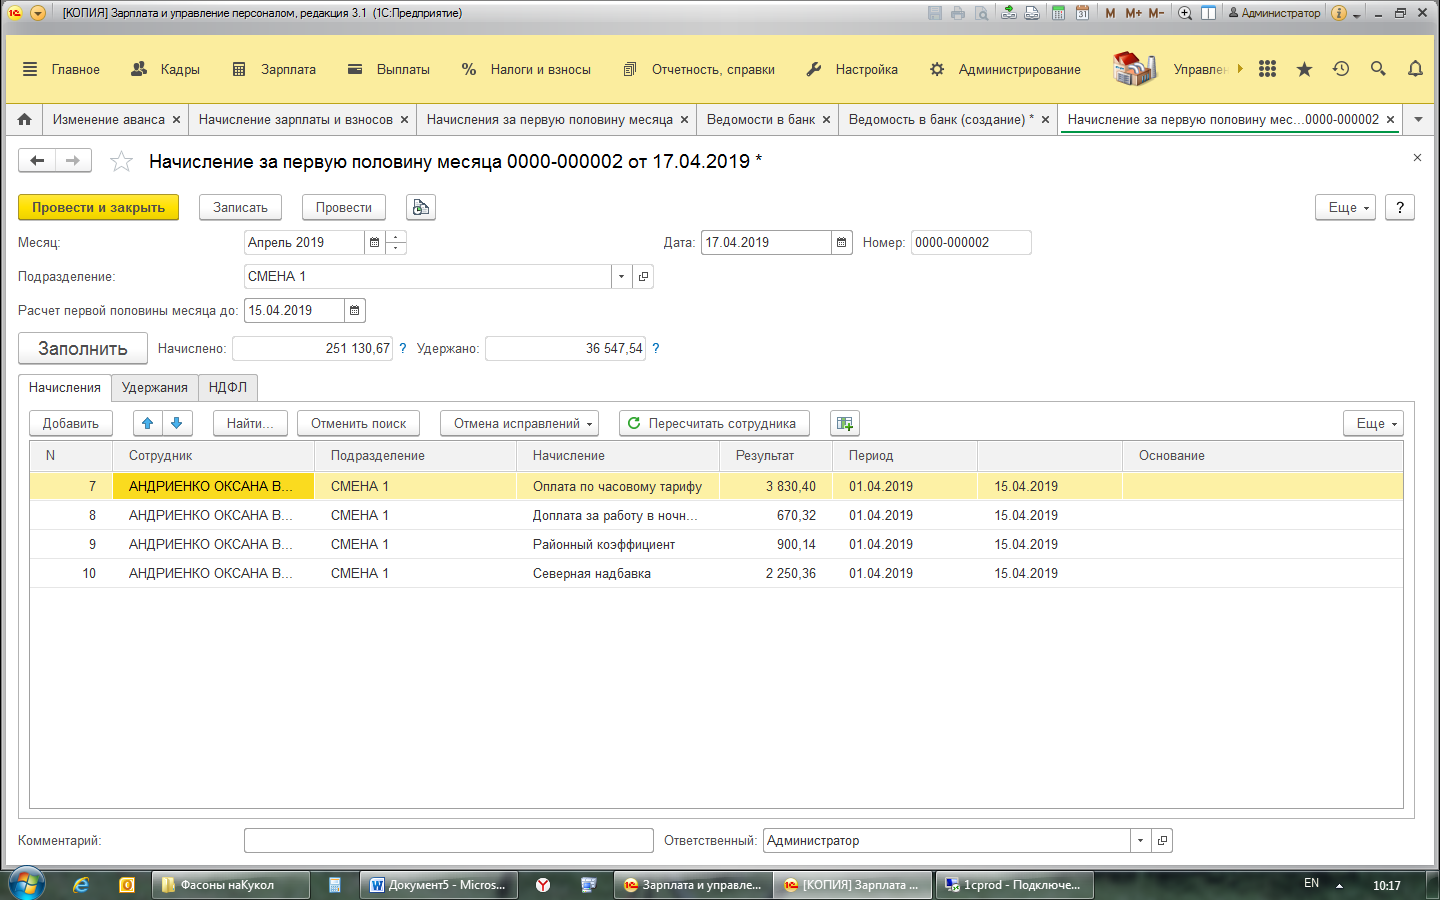 [КОПИЯ] Зарплата и управление персоналом, редакция 3.1 (1С:Предприятие)
M M+ M- Администратор
Главное Кадры Зарплата Выплаты % Налоги и взносы Отчетность, справки Настройка Администрирование Управлен
Изменение аванса × Начисление зарплаты и взносов × Начисления за первую половину месяца × Ведомости в банк × Ведомость в банк (создание) * × Начисление за первую половину мес...0000-000002 ×
Начисление за первую половину месяца 0000-000002 от 17.04.2019 *
Провести и закрыть Записать Провести Еще ?
Месяц: Апрель 2019 Дата: 17.04.2019 Номер: 0000-000002
Подразделение: СМЕНА 1
Расчет первой половины месяца до: 15.04.2019
Заполнить Начислено: 251 130,67 ? Удержано: 36 547,54 ?
Начисления Удержания НДФЛ
Добавить Найти... Отменить поиск Отмена исправлений Пересчитать сотрудника Еще
N Сотрудник Подразделение Начисление Результат Период Основание
7 АНДРИЕНКО ОКСАНА В... СМЕНА 1 Оплата по часовому тарифу 3 830,40 01.04.2019 15.04.2019
8 АНДРИЕНКО ОКСАНА В... СМЕНА 1 Доплата за работу в ночн... 670,32 01.04.2019 15.04.2019
9 АНДРИЕНКО ОКСАНА В... СМЕНА 1 Районный коэффициент 900,14 01.04.2019 15.04.2019
10 АНДРИЕНКО ОКСАНА В... СМЕНА 1 Северная надбавка 2 250,36 01.04.2019 15.04.2019
Комментарий: Ответственный: Администратор
Фасоны наКукол Документ5 - Micros... Зарплата и управле... [КОПИЯ] Зарплата ... 1cprod - Подключе... EN 10:17